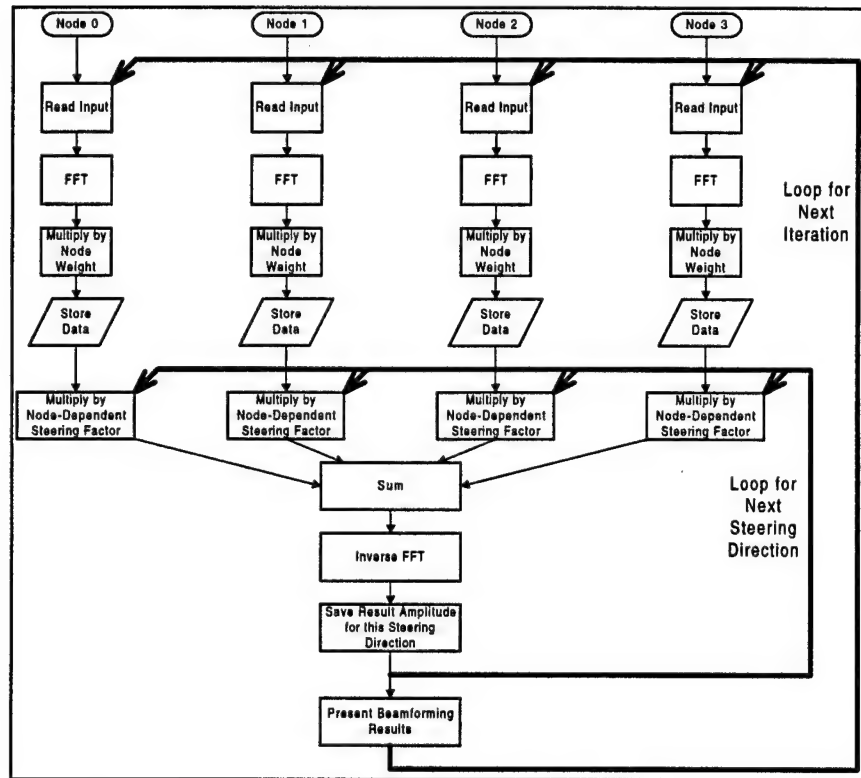 Node 0
Node 1
Node 2
Node 3
Read Input
Read Input
Read Input
Read Input
FFT
FFT
FFT
FFT
Loop for
Next
Iteration
Multiply by
Node
Weight
Multiply by
Node
Weight
Multiply by
Node
Weight
Multiply by
Node
Weight
Store
Data
Store
Data
Store
Data
Store
Data
Multiply by
Node-Dependent
Steering Factor
Multiply by
Node-Dependent
Steering Factor
Multiply by
Node-Dependent
Steering Factor
Multiply by
Node-Dependent
Steering Factor
Sum
Loop for
Next
Steering
Direction
Inverse FFT
Save Result Amplitude
for this Steering
Direction
Present Beamforming
Results